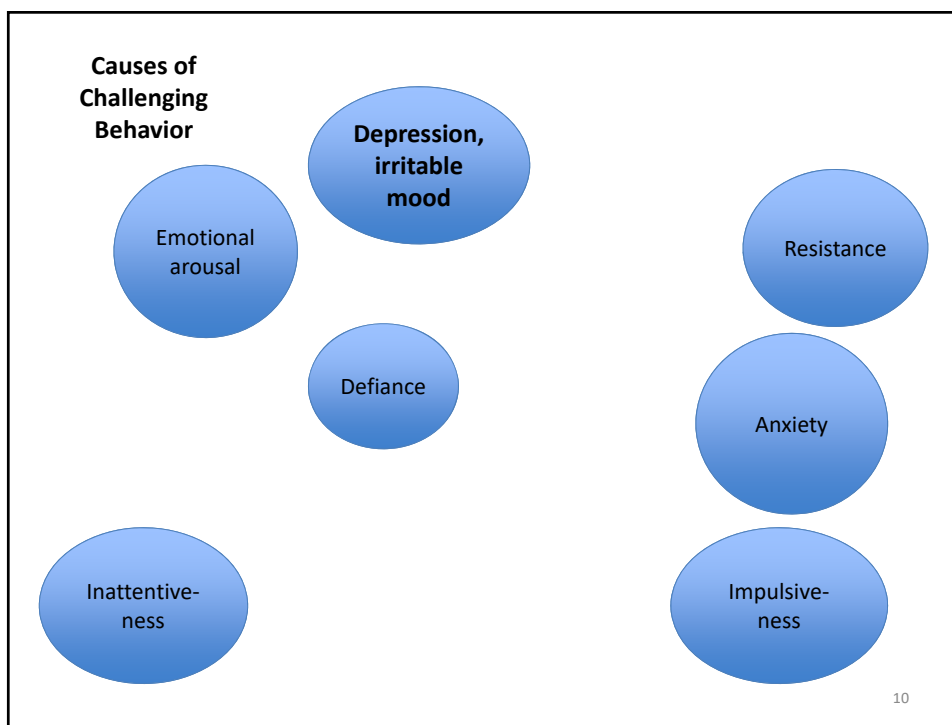 Causes of
Challenging
Behavior
Depression,
irritable
mood
Emotional
arousal
Resistance
Defiance
Anxiety
Inattentive-
ness
Impulsive-
ness
10